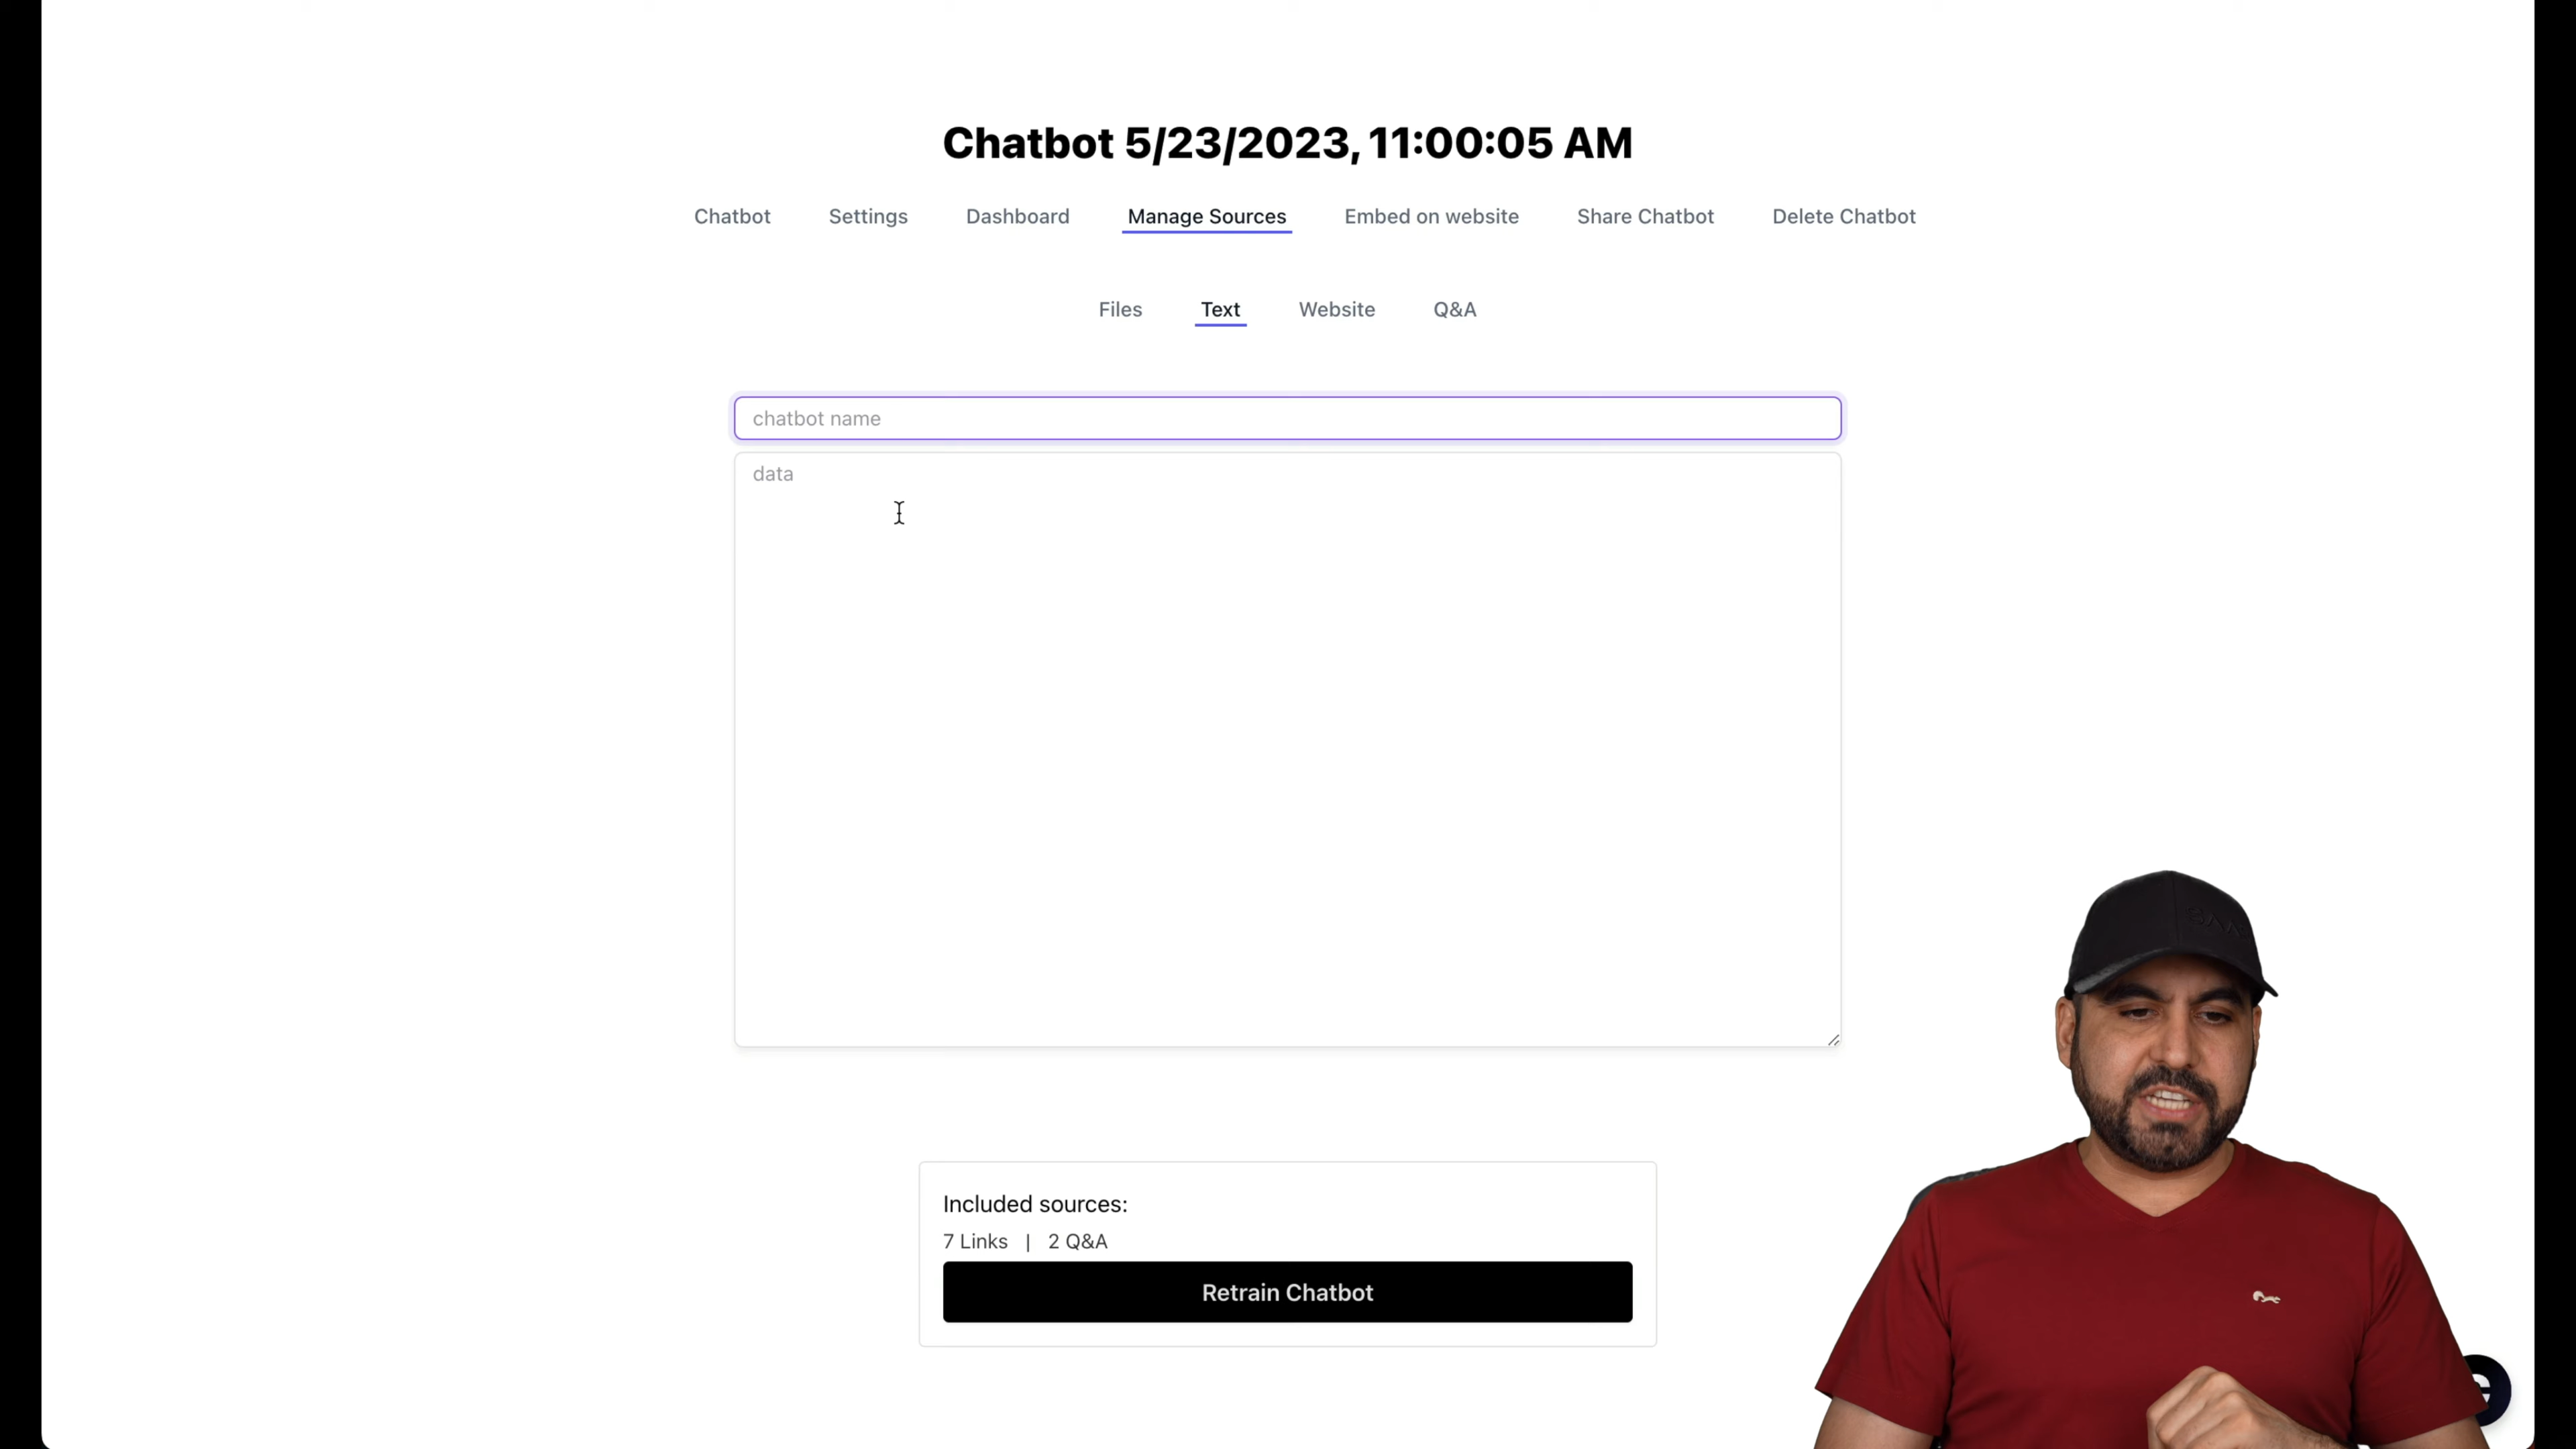 Chatbot 5/23/2023, 11:00:05 AM
Chatbot Settings Dashboard Manage Sources Embed on website Share Chatbot Delete Chatbot
Files Text Website Q&A
chatbot name
data
Included sources:
7 Links | 2 Q&A
Retrain Chatbot